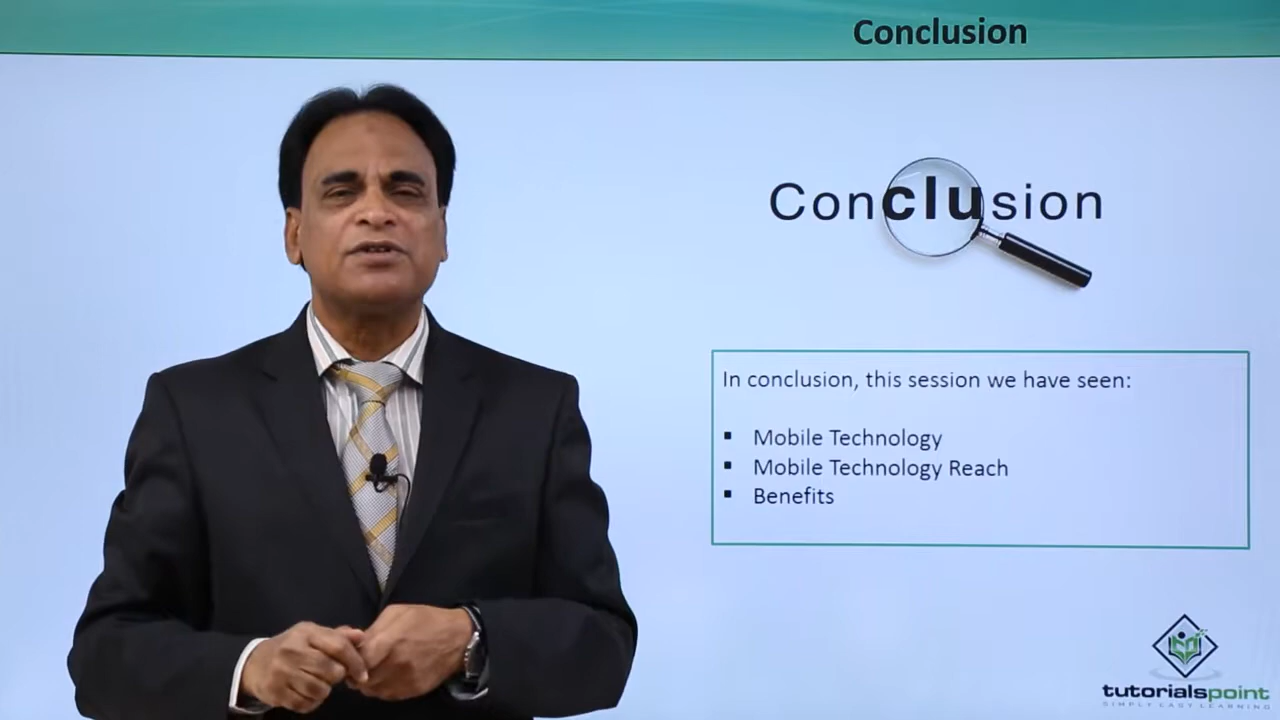 Conclusion
Conclusion
In conclusion, this session we have seen:
▪ Mobile Technology
▪ Mobile Technology Reach
▪ Benefits
tutorialspoint
SIMPLY EASY LEARNING